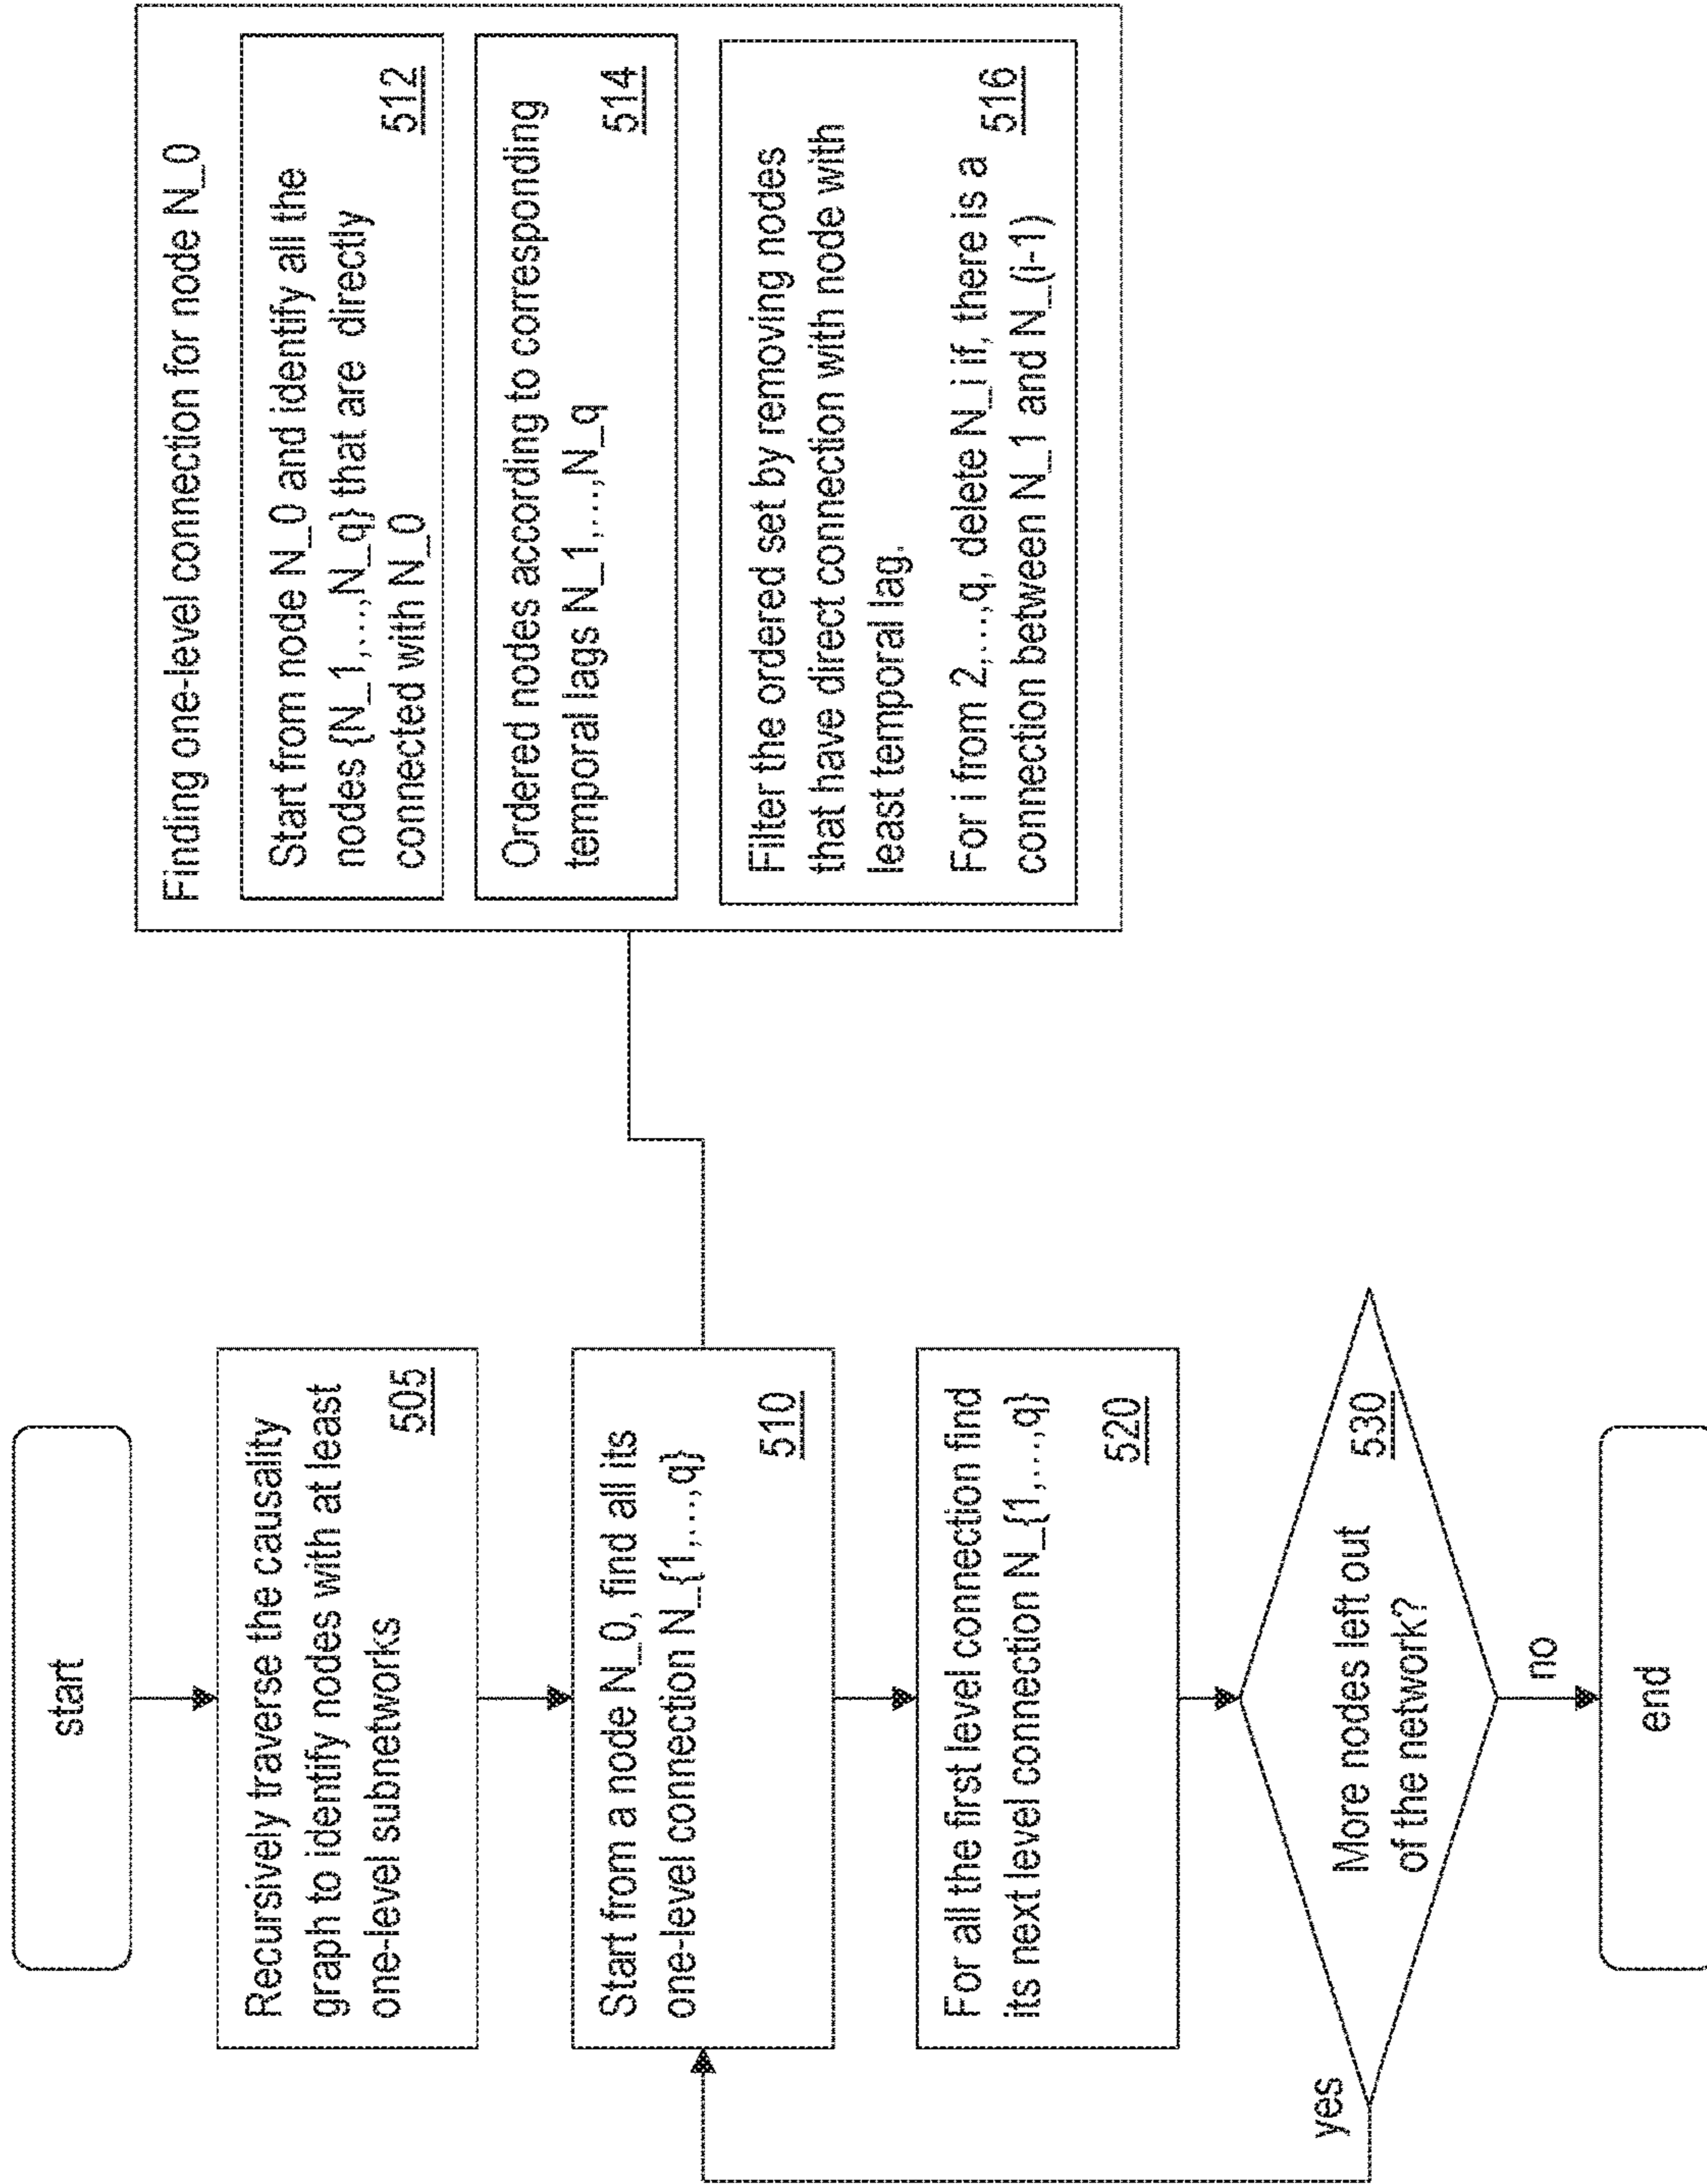 start
Recursively traverse the causality
graph to identify nodes with at least
one-level subnetworks
505
Start from a node N_0, find all its
one-level connection N_{1,...,q}
510
For all the first level connection find
its next level connection N_{1,...,q}
520
More nodes left out
of the network?
530
yes
no
end
Finding one-level connection for node N_0
Start from node N_0 and identify all the
nodes {N_1,...,N_q} that are directly
connected with N_0
512
Ordered nodes according to corresponding
temporal lags N_1,...,N_q
514
Filter the ordered set by removing nodes
that have direct connection with node with
least temporal lag.
516
For i from 2,...,q, delete N_i if, there is a
connection between N_1 and N_(i-1)